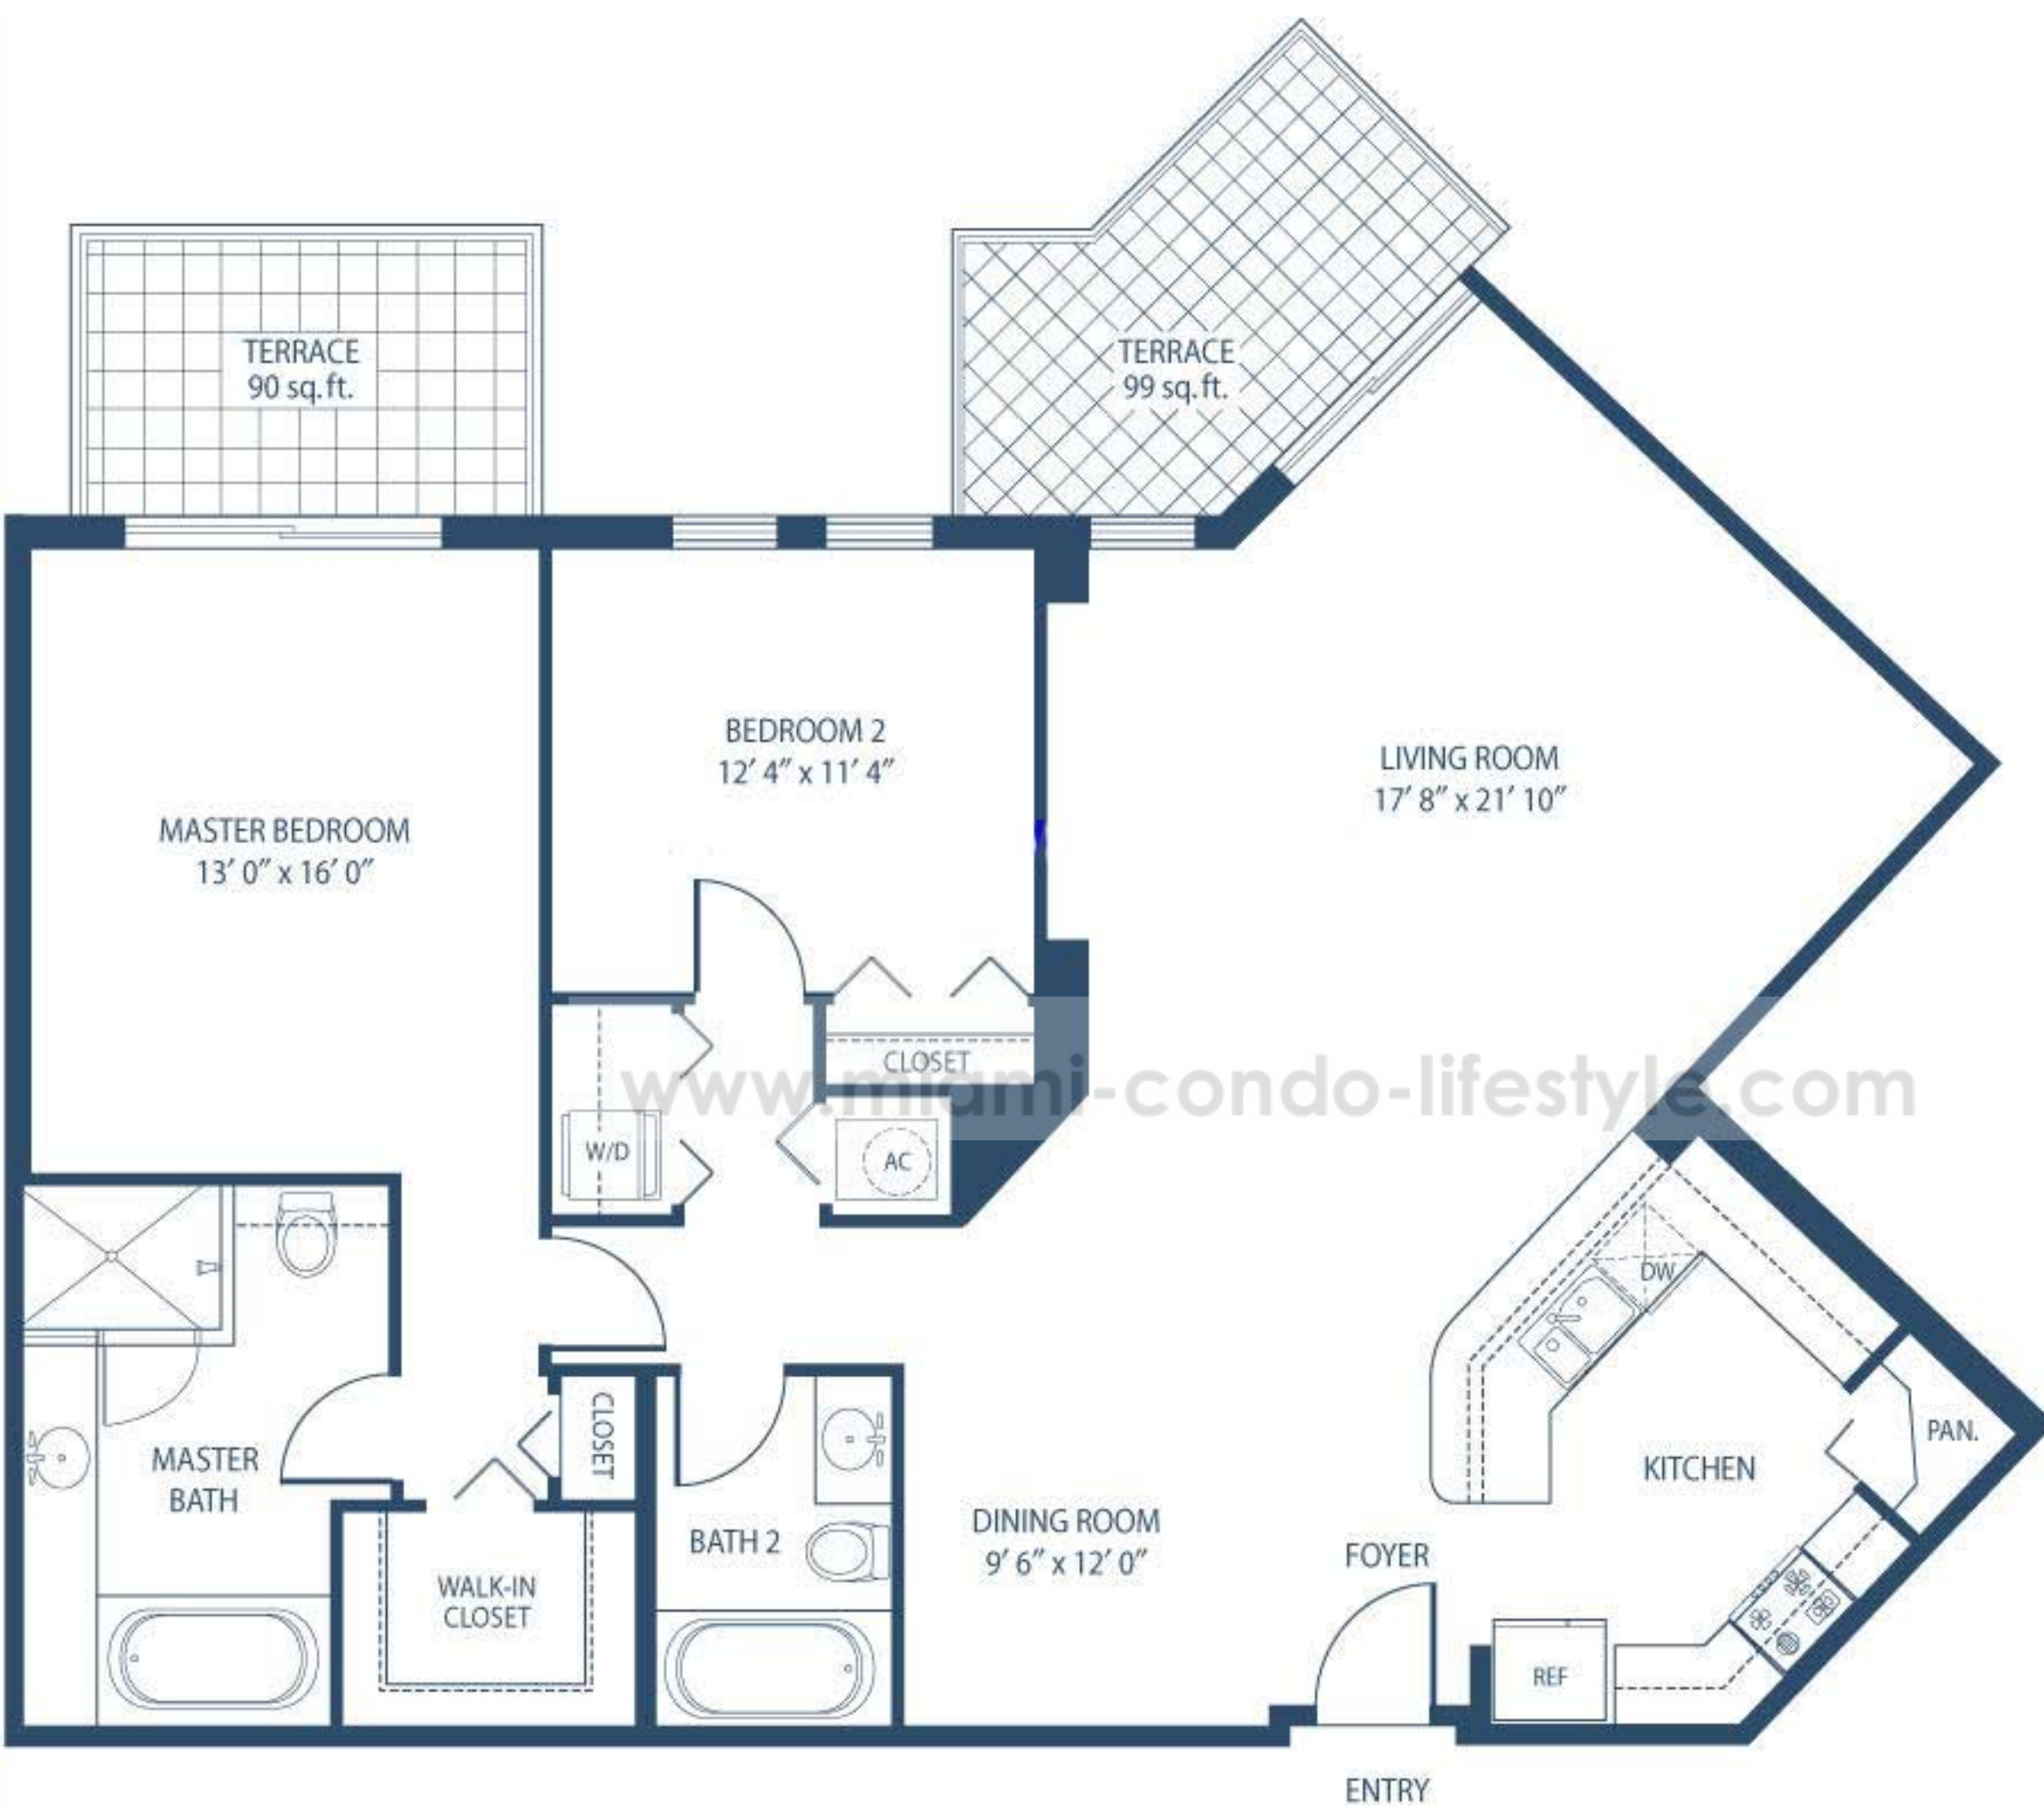 TERRACE
90 sq. ft.
TERRACE
99 sq. ft.
BEDROOM 2
12' 4" x 11' 4"
LIVING ROOM
17' 8" x 21' 10"
MASTER BEDROOM
13' 0" x 16' 0"
CLOSET
www.miami-condo-lifestyle.com
W/D
AC
DW
CLOSET
PAN.
MASTER
BATH
KITCHEN
DINING ROOM
9' 6" x 12' 0"
BATH 2
FOYER
WALK-IN
CLOSET
REF
ENTRY